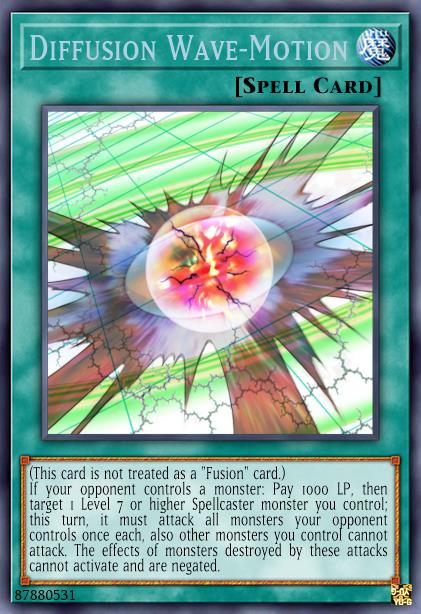 Diffusion Wave-Motion
魔
[Spell Card]
(This card is not treated as a "Fusion" card.)
If your opponent controls a monster: Pay 1000 LP, then
target 1 Level 7 or higher Spellcaster monster you control;
this turn, it must attack all monsters your opponent
controls once each, also other monsters you control cannot
attack. The effects of monsters destroyed by these attacks
cannot activate and are negated.
87880531